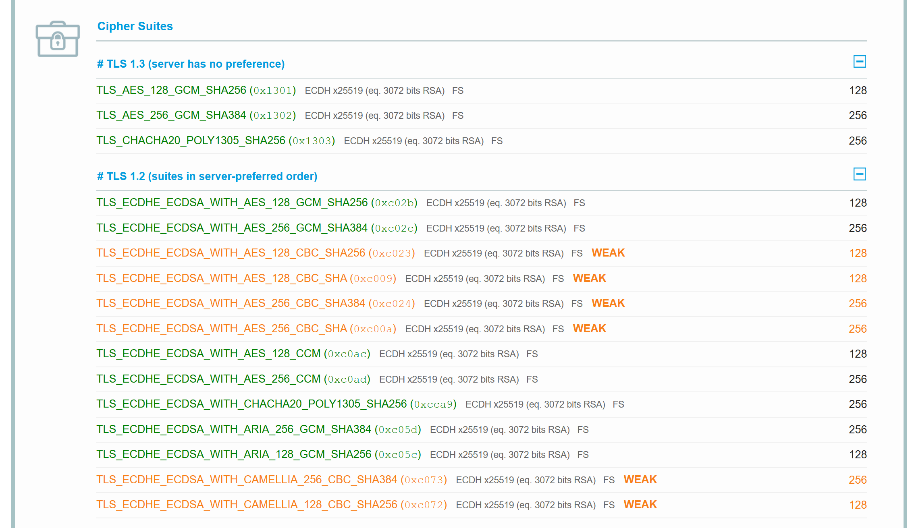 Cipher Suites
# TLS 1.3 (server has no preference)
TLS_AES_128_GCM_SHA256 (0x1301) ECDH x25519 (eq. 3072 bits RSA) FS 128
TLS_AES_256_GCM_SHA384 (0x1302) ECDH x25519 (eq. 3072 bits RSA) FS 256
TLS_CHACHA20_POLY1305_SHA256 (0x1303) ECDH x25519 (eq. 3072 bits RSA) FS 256
# TLS 1.2 (suites in server-preferred order)
TLS_ECDHE_ECDSA_WITH_AES_128_GCM_SHA256 (0xc02b) ECDH x25519 (eq. 3072 bits RSA) FS 128
TLS_ECDHE_ECDSA_WITH_AES_256_GCM_SHA384 (0xc02c) ECDH x25519 (eq. 3072 bits RSA) FS 256
TLS_ECDHE_ECDSA_WITH_AES_128_CBC_SHA256 (0xc023) ECDH x25519 (eq. 3072 bits RSA) FS WEAK 128
TLS_ECDHE_ECDSA_WITH_AES_128_CBC_SHA (0xc009) ECDH x25519 (eq. 3072 bits RSA) FS WEAK 128
TLS_ECDHE_ECDSA_WITH_AES_256_CBC_SHA384 (0xc024) ECDH x25519 (eq. 3072 bits RSA) FS WEAK 256
TLS_ECDHE_ECDSA_WITH_AES_256_CBC_SHA (0xc00a) ECDH x25519 (eq. 3072 bits RSA) FS WEAK 256
TLS_ECDHE_ECDSA_WITH_AES_128_CCM (0xc0ac) ECDH x25519 (eq. 3072 bits RSA) FS 128
TLS_ECDHE_ECDSA_WITH_AES_256_CCM (0xc0ad) ECDH x25519 (eq. 3072 bits RSA) FS 256
TLS_ECDHE_ECDSA_WITH_CHACHA20_POLY1305_SHA256 (0xcca9) ECDH x25519 (eq. 3072 bits RSA) FS 256
TLS_ECDHE_ECDSA_WITH_ARIA_256_GCM_SHA384 (0xc05d) ECDH x25519 (eq. 3072 bits RSA) FS 256
TLS_ECDHE_ECDSA_WITH_ARIA_128_GCM_SHA256 (0xc05c) ECDH x25519 (eq. 3072 bits RSA) FS 128
TLS_ECDHE_ECDSA_WITH_CAMELLIA_256_CBC_SHA384 (0xc073) ECDH x25519 (eq. 3072 bits RSA) FS WEAK 256
TLS_ECDHE_ECDSA_WITH_CAMELLIA_128_CBC_SHA256 (0xc072) ECDH x25519 (eq. 3072 bits RSA) FS WEAK 128